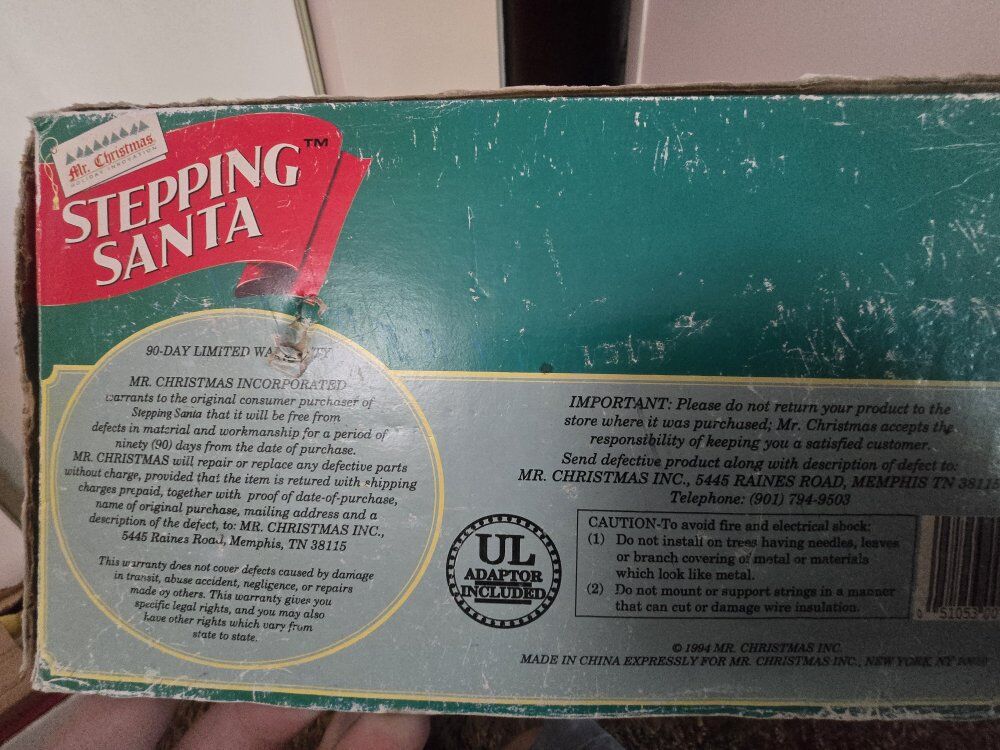 Mr. Christmas
HOLIDAY INNOVATION
STEPPING™
SANTA
90-DAY LIMITED
MR. CHRISTMAS INCORPORATED
warrants to the original consumer purchaser of
Stepping Santa that it will be free from
defects in material and workmanship for a period of
ninety (90) days from the date of purchase.
MR. CHRISTMAS will repair or replace any defective parts
without charge, provided that the item is retured with shipping
charges prepaid, together with proof of date-of-purchase,
name of original purchase, mailing address and a
description of the defect, to: MR. CHRISTMAS INC.,
5445 Raines Road, Memphis, TN 38115
This warranty does not cover defects caused by damage
in transit, abuse accident, negligence, or repairs
made by others. This warranty gives you
specific legal rights, and you may also
have other rights which vary from
state to state.
UL
ADAPTOR
INCLUDED
IMPORTANT: Please do not return your product to the
store where it was purchased; Mr. Christmas accepts the
responsibility of keeping you a satisfied customer.
Send defective product along with description of defect to:
MR. CHRISTMAS INC., 5445 RAINES ROAD, MEMPHIS TN 38115
Telephone: (901) 794-9503
CAUTION-To avoid fire and electrical shock:
(1) Do not install on trees having needles, leaves
or branch covering of metal or materials
which look like metal.
(2) Do not mount or support strings in a manner
that can cut or damage wire insulation.
0 51053
© 1994 MR. CHRISTMAS INC.
MADE IN CHINA EXPRESSLY FOR MR. CHRISTMAS INC., NEW YORK, NY